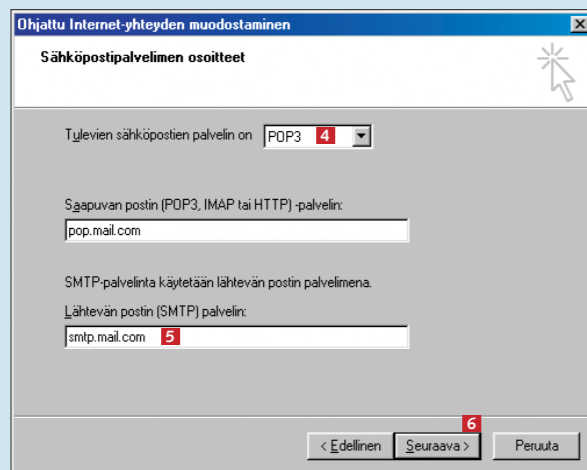 Ohjattu Internet-yhteyden muodostaminen
Sähköpostipalvelimen osoitteet
Tulevien sähköpostien palvelin on POP3 4
Saapuvan postin (POP3, IMAP tai HTTP) -palvelin:
pop.mail.com
SMTP-palvelinta käytetään lähtevän postin palvelimena.
Lähtevän postin (SMTP) palvelin:
smtp.mail.com 5
6
< Edellinen Seuraava > Peruuta